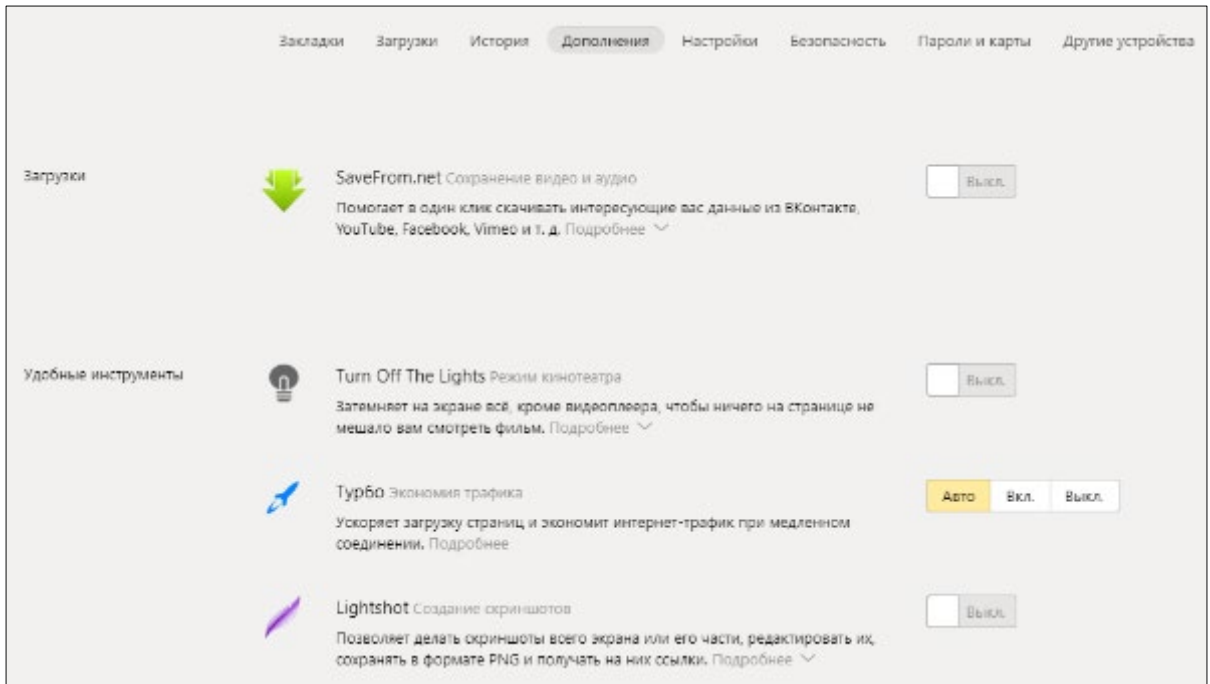 Закладки Загрузки История Дополнения Настройки Безопасность Пароли и карты Другие устройства
Загрузки
SaveFrom.net Сохранение видео и аудио
Выкл.
Помогает в один клик скачивать интересующие вас данные из ВКонтакте,
YouTube, Facebook, Vimeo и т. д. Подробнее
Удобные инструменты
Turn Off The Lights Режим кинотеатра
Выкл.
Затемняет на экране всё, кроме видеоплеера, чтобы ничего на странице не
мешало вам смотреть фильм. Подробнее
Турбо Экономия трафика
Авто Вкл. Выкл.
Ускоряет загрузку страниц и экономит интернет-трафик при медленном
соединении. Подробнее
Lightshot Создание скриншотов
Выкл.
Позволяет делать скриншоты всего экрана или его части, редактировать их,
сохранять в формате PNG и получать на них ссылки. Подробнее